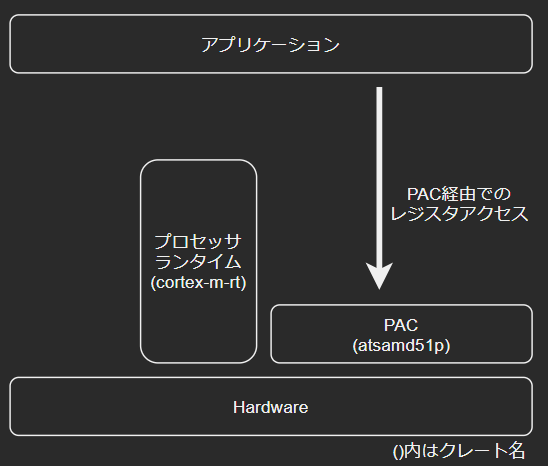 アプリケーション
PAC経由での
レジスタアクセス
プロセッサ
ランタイム
(cortex-m-rt)
PAC
(atsamd51p)
Hardware
()内はクレート名